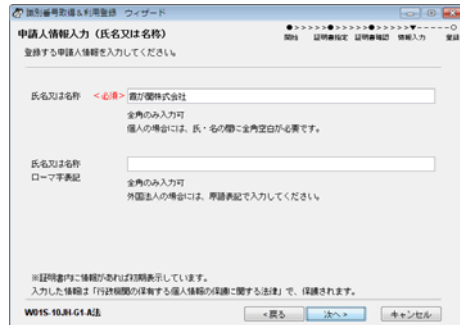 識別番号取得&利用登録 ウィザード
申請人情報入力（氏名又は名称）
●>>>>>●>>>>>●>>>>>▼-----○
開始 証明書指定 証明書確認 情報入力 登録
登録する申請人情報を入力してください。
氏名又は名称 <必須> 霞が関株式会社
全角のみ入力可
個人の場合には、氏・名の間に全角空白が必要です。
氏名又は名称
ローマ字表記
全角のみ入力可
外国法人の場合には、原語表記で入力してください。
※証明書内に情報があれば初期表示しています。
入力した情報は「行政機関の保有する個人情報の保護に関する法律」で、保護されます。
W01S-10JH-G1-A法 <戻る 次へ> キャンセル